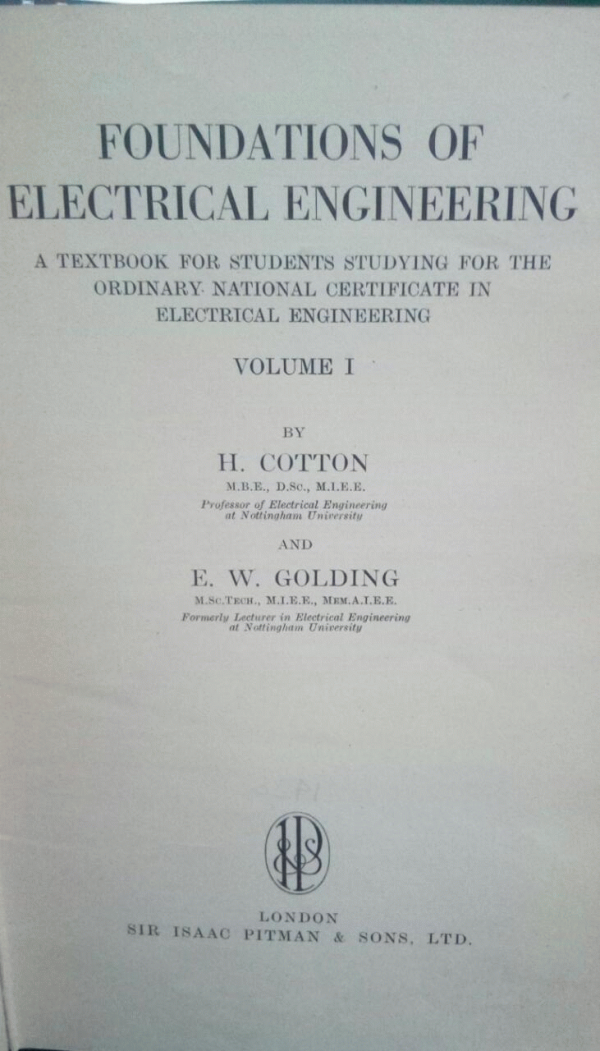 FOUNDATIONS OF
ELECTRICAL ENGINEERING
A TEXTBOOK FOR STUDENTS STUDYING FOR THE
ORDINARY NATIONAL CERTIFICATE IN
ELECTRICAL ENGINEERING
VOLUME I
BY
H. COTTON
M.B.E., D.Sc., M.I.E.E.
Professor of Electrical Engineering
at Nottingham University
AND
E. W. GOLDING
M.Sc.Tech., M.I.E.E., Mem.A.I.E.E.
Formerly Lecturer in Electrical Engineering
at Nottingham University
LONDON
SIR ISAAC PITMAN & SONS, LTD.